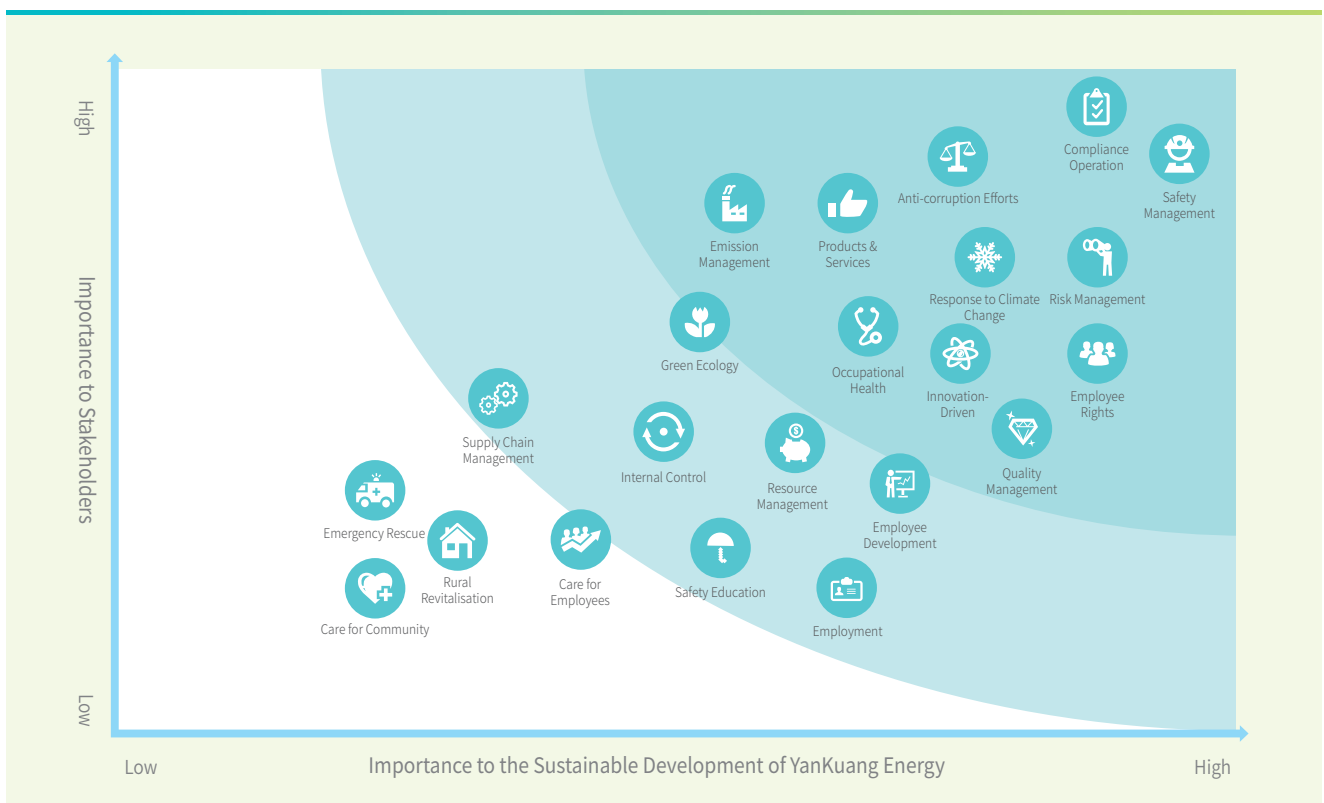 High
Importance to Stakeholders
Low
Compliance
Operation
Safety
Management
Anti-corruption Efforts
Emission
Management
Products &
Services
Response to Climate
Change
Risk Management
Green Ecology
Occupational
Health
Innovation-
Driven
Employee
Rights
Supply Chain
Management
Internal Control
Resource
Management
Quality
Management
Employee
Development
Emergency Rescue
Rural
Revitalisation
Care for
Employees
Safety Education
Care for Community
Employment
Low
Importance to the Sustainable Development of YanKuang Energy
High